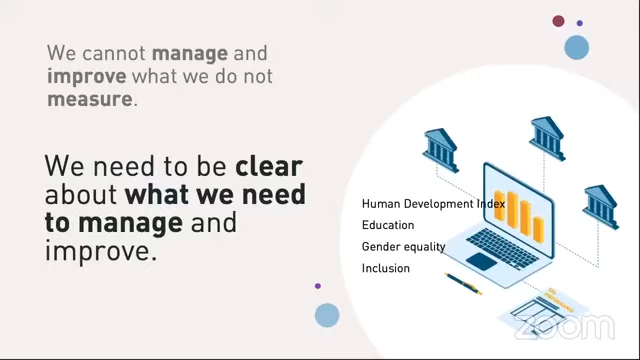 We cannot manage and
improve what we do not
measure.
We need to be clear
about what we need
to manage and
improve.
Human Development Index
Education
Gender equality
Inclusion
zoom